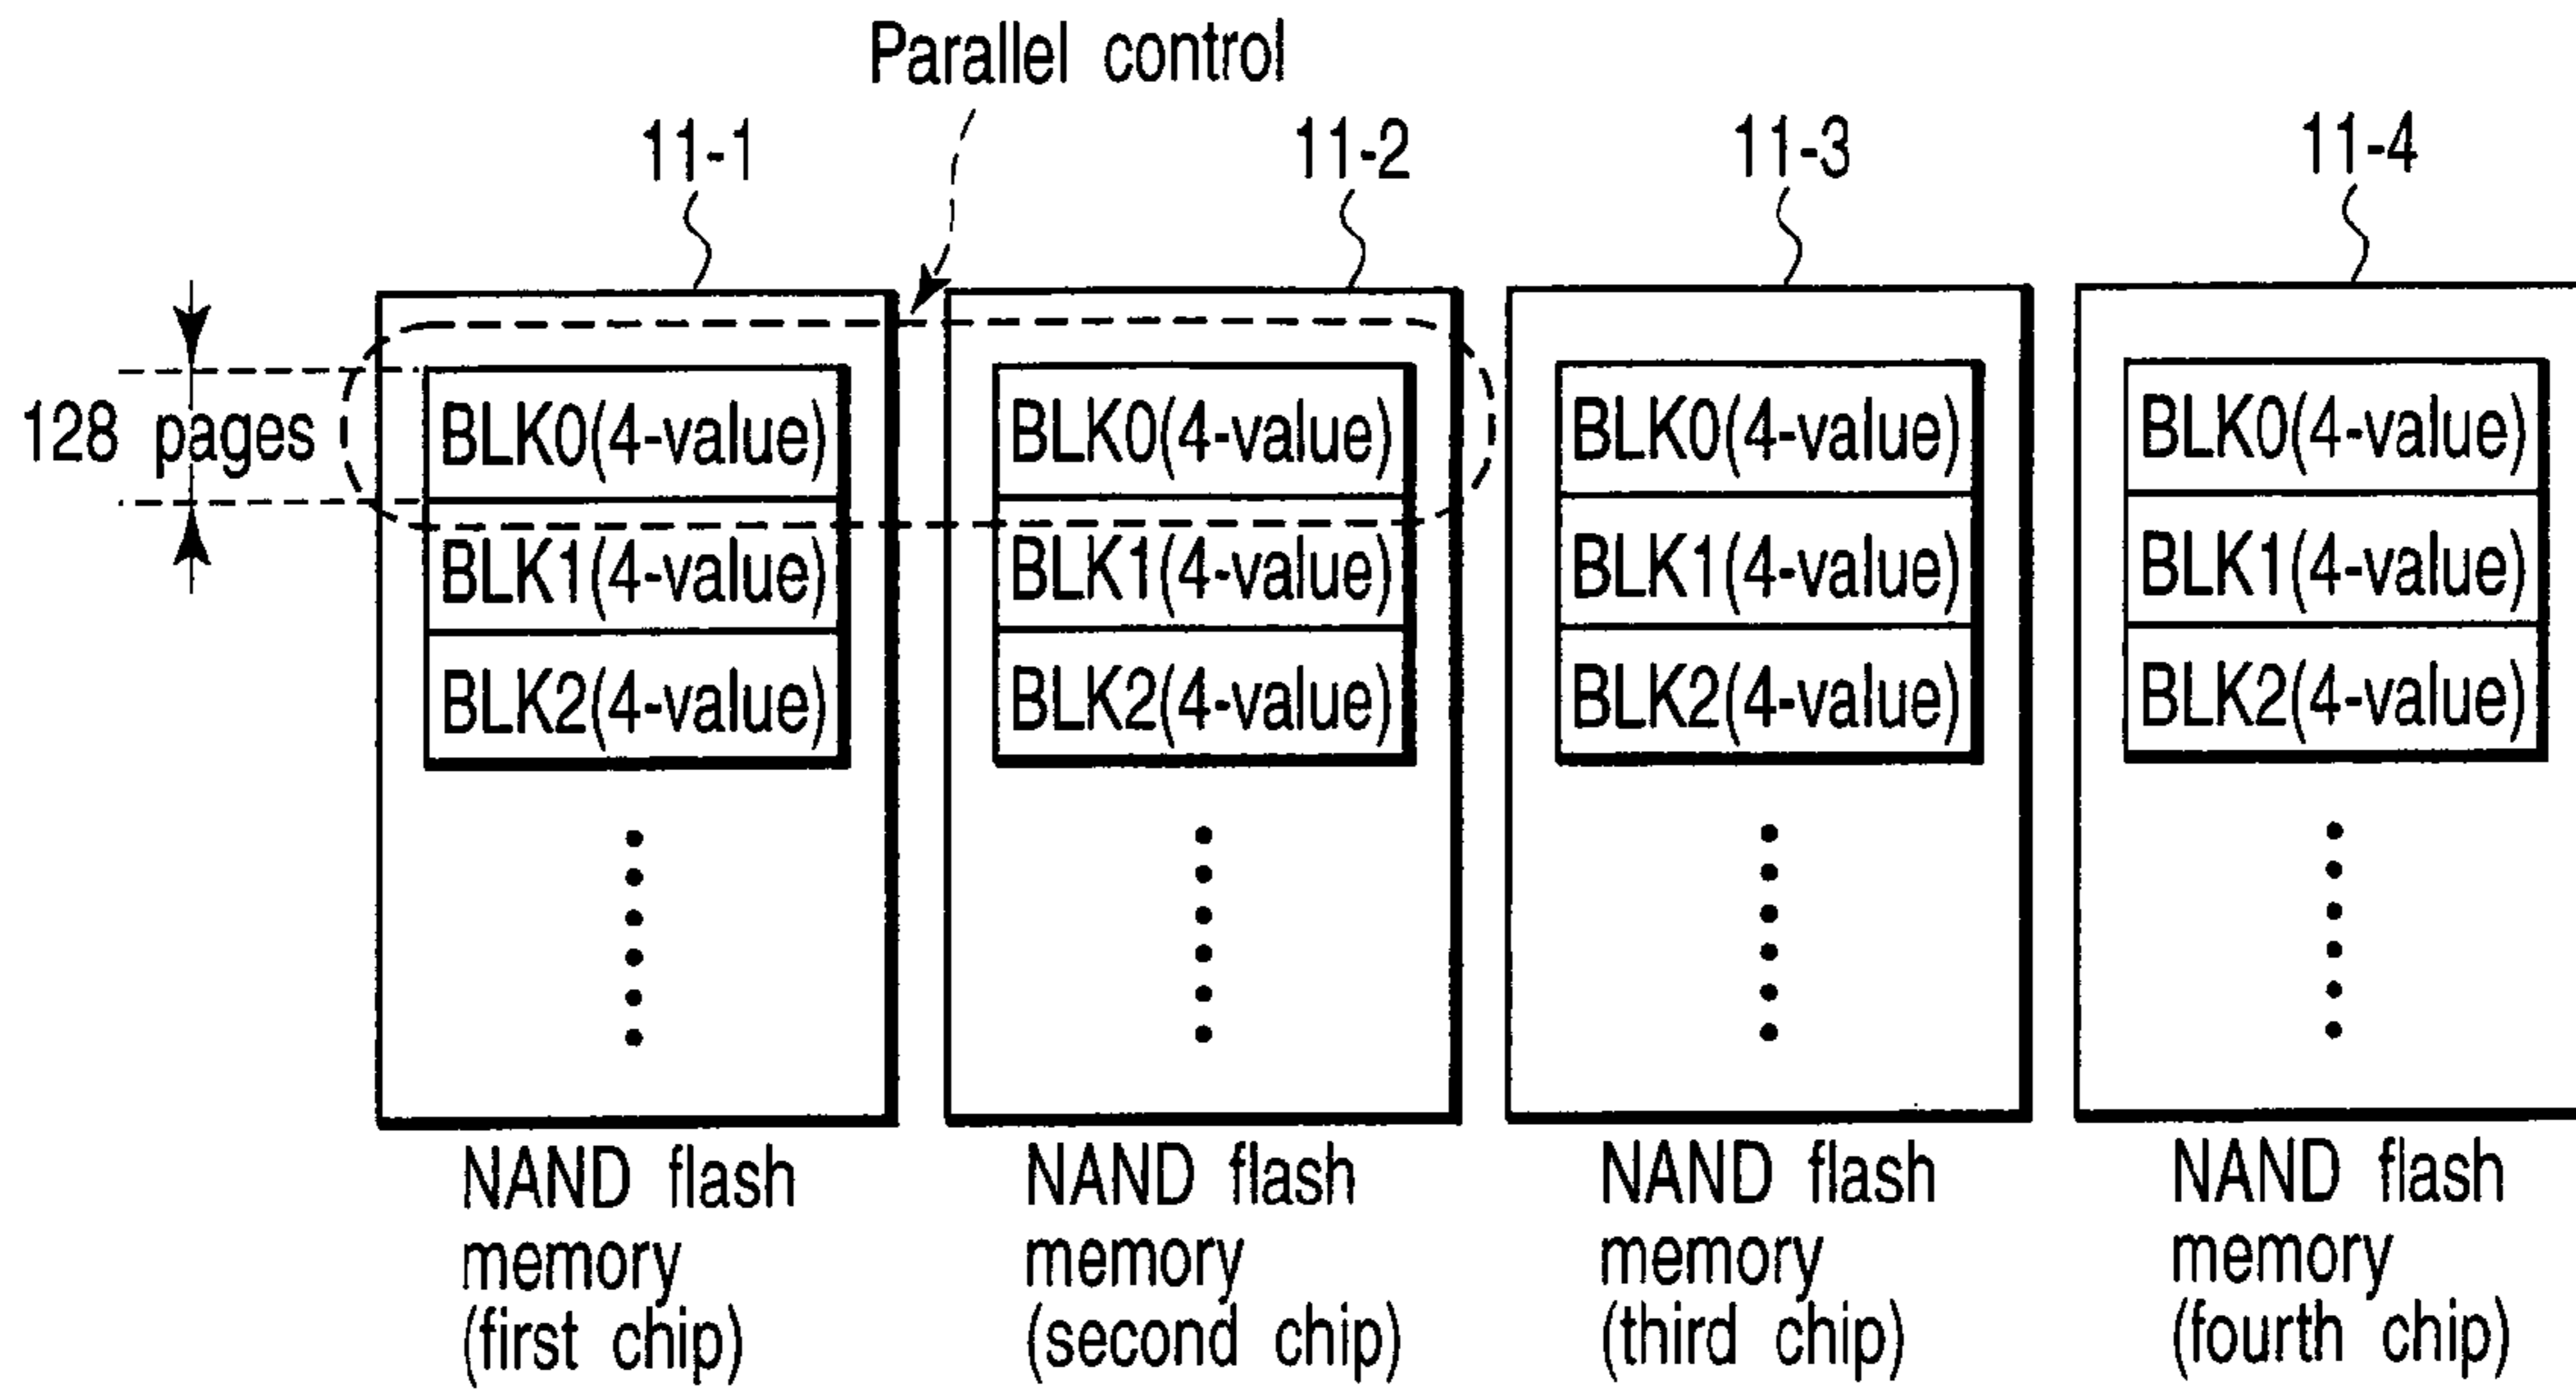 Parallel control
11-1
11-2
11-3
11-4
128 pages
BLK0(4-value)
BLK1(4-value)
BLK2(4-value)
BLK0(4-value)
BLK1(4-value)
BLK2(4-value)
BLK0(4-value)
BLK1(4-value)
BLK2(4-value)
BLK0(4-value)
BLK1(4-value)
BLK2(4-value)
NAND flash
memory
(first chip)
NAND flash
memory
(second chip)
NAND flash
memory
(third chip)
NAND flash
memory
(fourth chip)